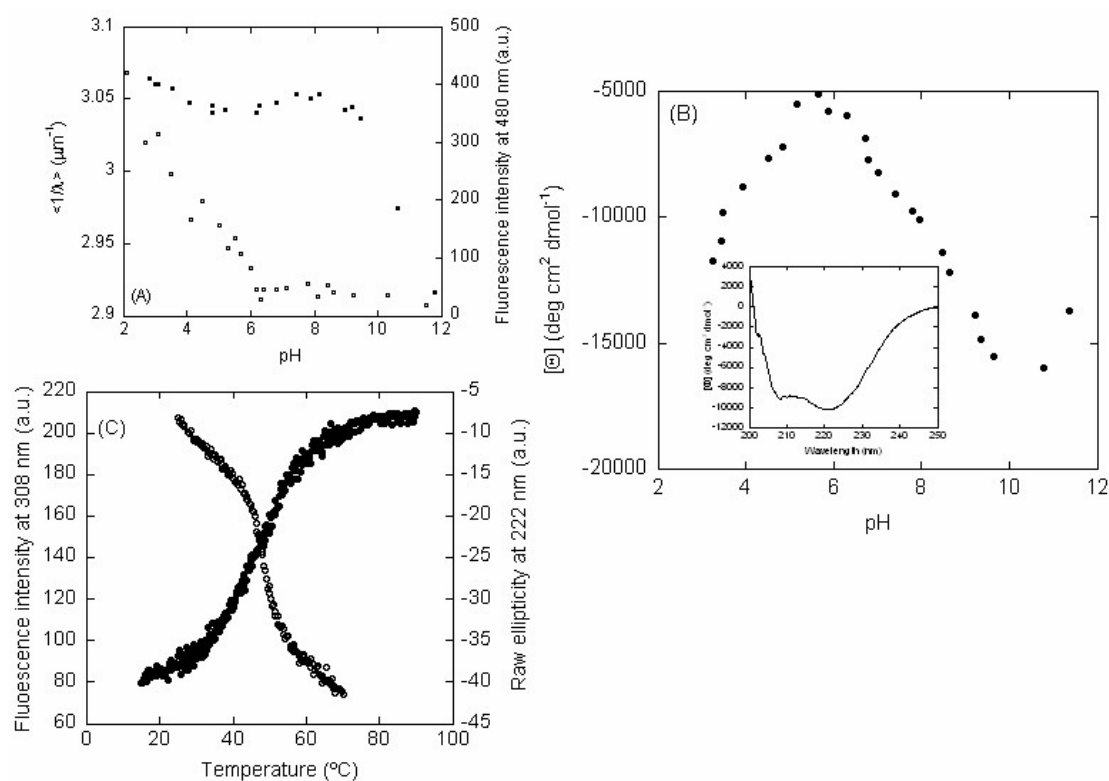 3.1
3.05
3
2.95
2.9
<1/λ> (µm⁻¹)
(A)
500
400
300
200
100
0
Fluorescence intensity at 480 nm (a.u.)
2 4 6 8 10 12
pH
-5000
-10000
-15000
-20000
[Θ] (deg cm² dmol⁻¹)
(B)
4000
2000
0
-2000
-4000
-6000
-8000
-10000
-12000
200 210 220 230 240 250
Wavelength (nm)
2 4 6 8 10 12
pH
220
200
180
160
140
120
100
80
60
Fluoescence intensity at 308 nm (a.u.)
(C)
-5
-10
-15
-20
-25
-30
-35
-40
-45
Raw ellipticity at 222 nm (a.u.)
0 20 40 60 80 100
Temperature (ºC)